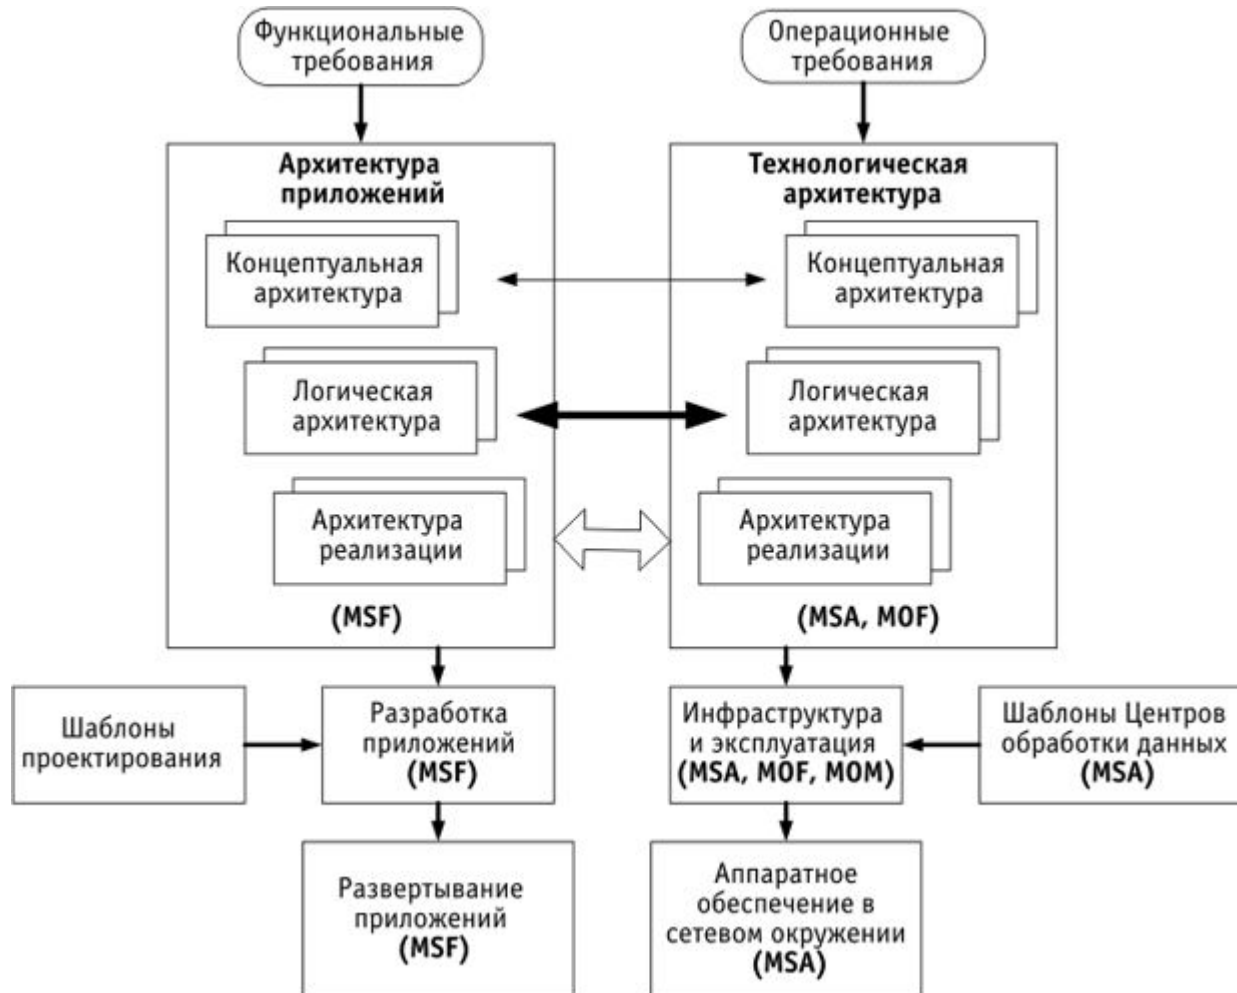 Функциональные
требования
Операционные
требования
Архитектура
приложений
Технологическая
архитектура
Концептуальная
архитектура
Концептуальная
архитектура
Логическая
архитектура
Логическая
архитектура
Архитектура
реализации
Архитектура
реализации
(MSF)
(MSA, MOF)
Шаблоны
проектирования
Разработка
приложений
(MSF)
Инфраструктура
и эксплуатация
(MSA, MOF, MOM)
Шаблоны Центров
обработки данных
(MSA)
Развертывание
приложений
(MSF)
Аппаратное
обеспечение в
сетевом окружении
(MSA)